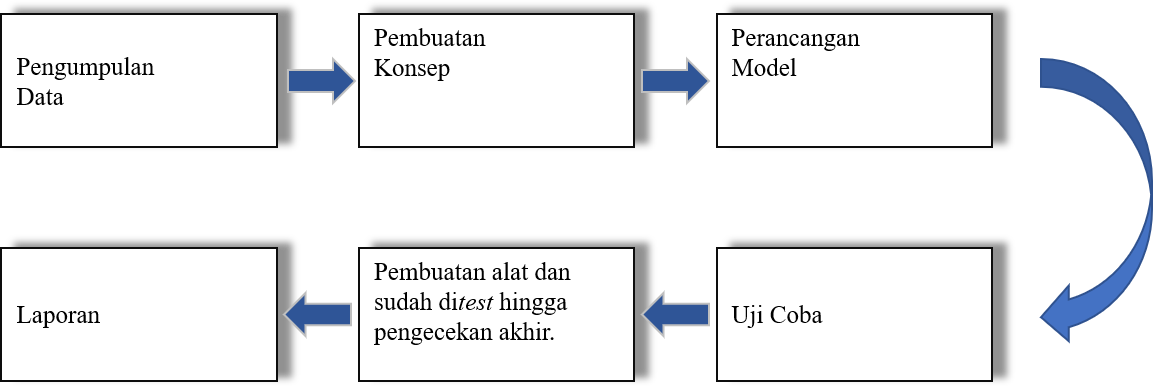 Pengumpulan
Data
Pembuatan
Konsep
Perancangan
Model
Laporan
Pembuatan alat dan
sudah ditest hingga
pengecekan akhir.
Uji Coba